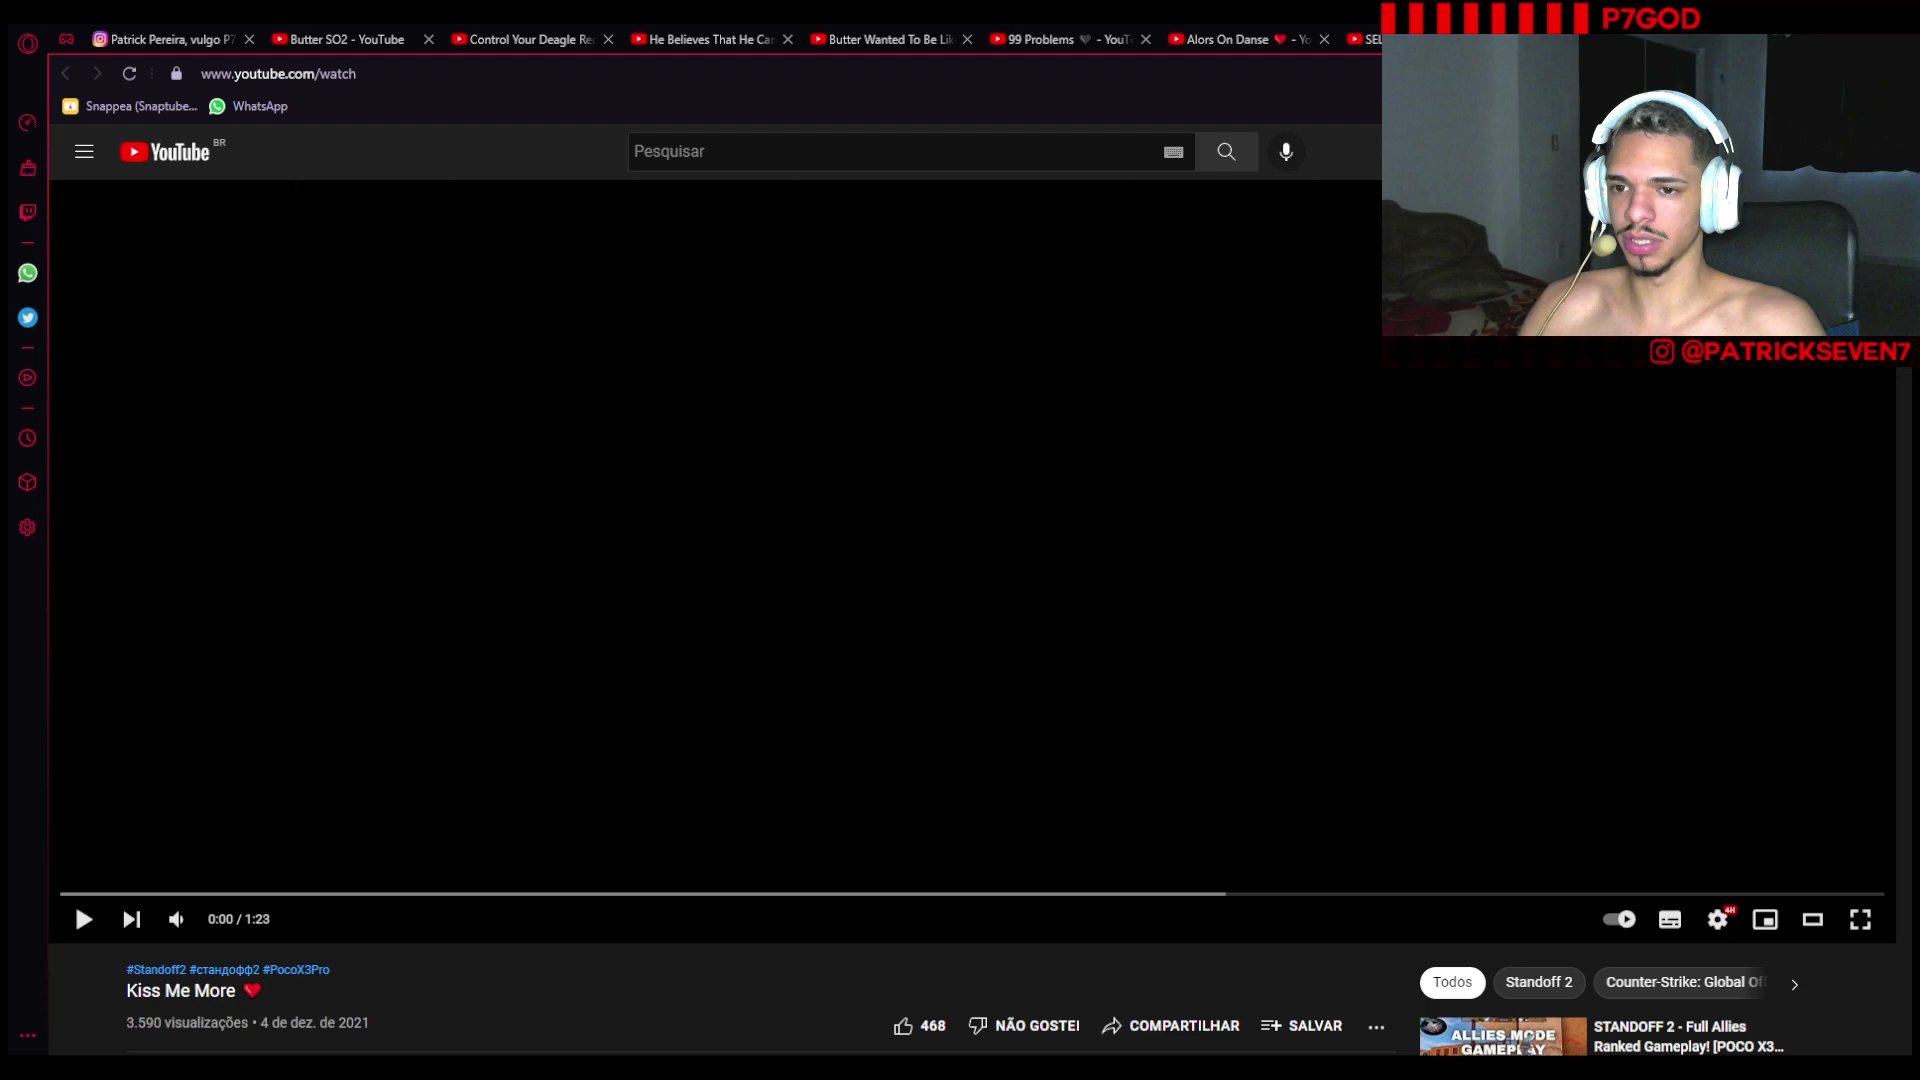 P7GOD
Patrick Pereira, vulgo P7
Butter SO2 - YouTube
Control Your Deagle Re
He Believes That He Ca
Butter Wanted To Be Li
99 Problems 🖤 - YouT
Alors On Danse ❤️ - Yo
SEL
www.youtube.com/watch
Snappea (Snaptube...
WhatsApp
YouTube BR
Pesquisar
@PATRICKSEVEN7
0:00 / 1:23
4K
#Standoff2 #стандофф2 #PocoX3Pro
Kiss Me More ❤️
3.590 visualizações • 4 de dez. de 2021
468
NÃO GOSTEI
COMPARTILHAR
SALVAR
Todos
Standoff 2
Counter-Strike: Global Of
ALLIES MODE
GAMEPLAY
STANDOFF 2 - Full Allies
Ranked Gameplay! [POCO X3...